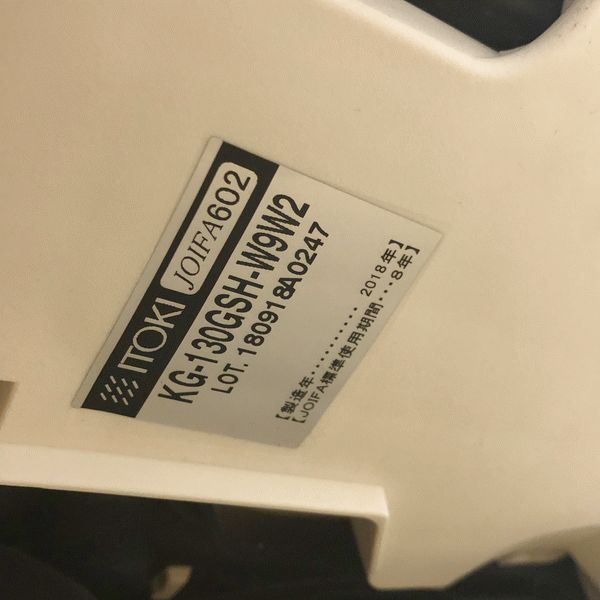 ITOKI JOIFA602
KG-130GSH-W9W2
LOT. 180918A0247
【製造年··········· 2018年】
【JOIFA標準使用期間···8年】